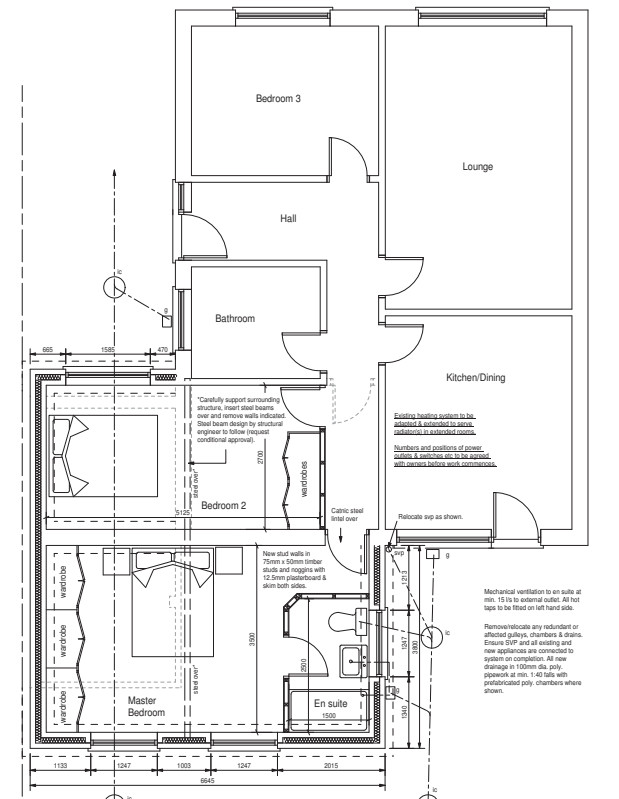 Bedroom 3
Lounge
Hall
ic
g
Bathroom
665
1585
470
Kitchen/Dining
*Carefully support surrounding
structure, insert steel beams
over and remove walls indicated.
Steel beam design by structural
engineer to follow (request
conditional approval).
Existing heating system to be
adapted & extended to serve
radiator(s) in extended rooms.
Numbers and positions of power
outlets & switches etc to be agreed
with owners before work commences.
2700
wardrobes
steel over*
Bedroom 2
5125
Catnic steel
lintel over
Relocate svp as shown.
svp
g
New stud walls in
75mm x 50mm timber
studs and noggins with
12.5mm plasterboard &
skim both sides.
1213
Mechanical ventilation to en suite at
min. 15 l/s to external outlet. All hot
taps to be fitted on left hand side.
Remove/relocate any redundant or
affected gulleys, chambers & drains.
Ensure SVP and all existing and
new appliances are connected to
system on completion. All new
drainage in 100mm dia. poly.
pipework at min. 1:40 falls with
prefabricated poly. chambers where
shown.
wardrobe
wardrobe
wardrobe
3500
2500
1247
3800
ic
steel over*
g
1340
Master
Bedroom
En suite
1500
1133
1247
1003
1247
2015
6645
ic
ic